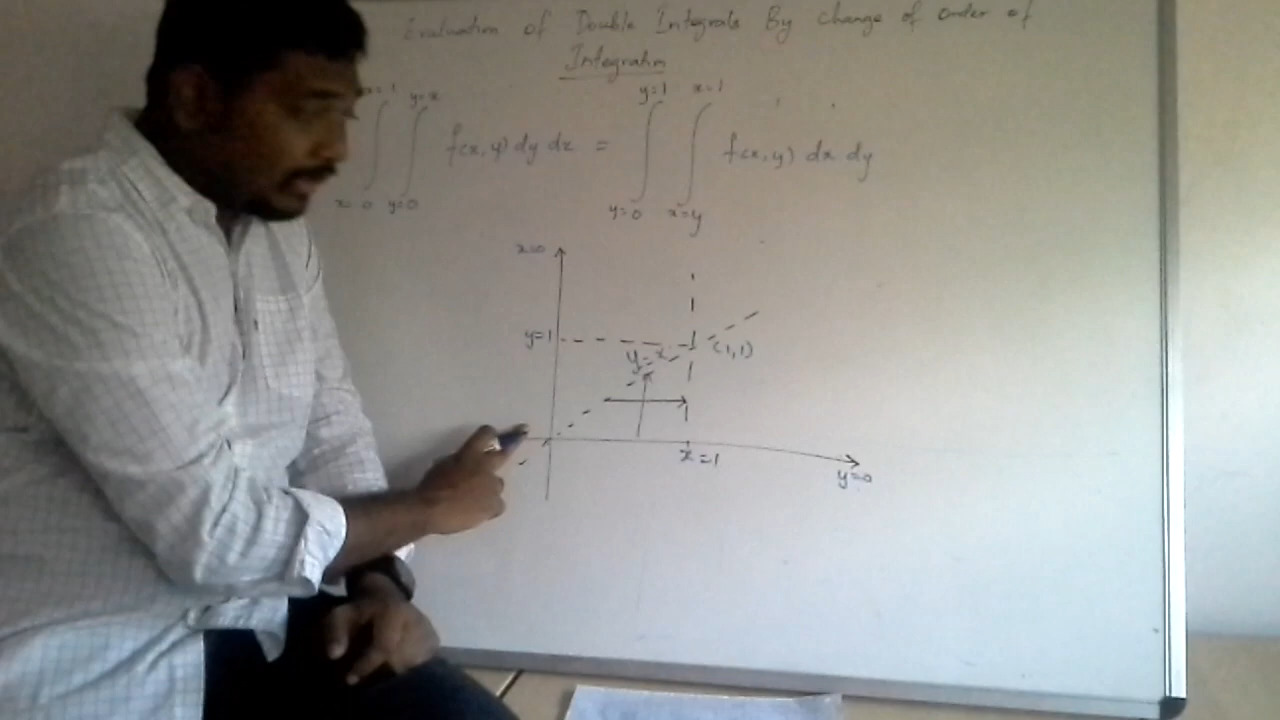 Evaluation of Double Integrals By change of order of
Integration
x=1 y=x y=1 x=1
∫ ∫ f(x,y) dy dx = ∫ ∫ f(x,y) dx dy
x=0 y=0 y=0 x=y
x=0
y=1
y=x
(1,1)
x=1
y=0